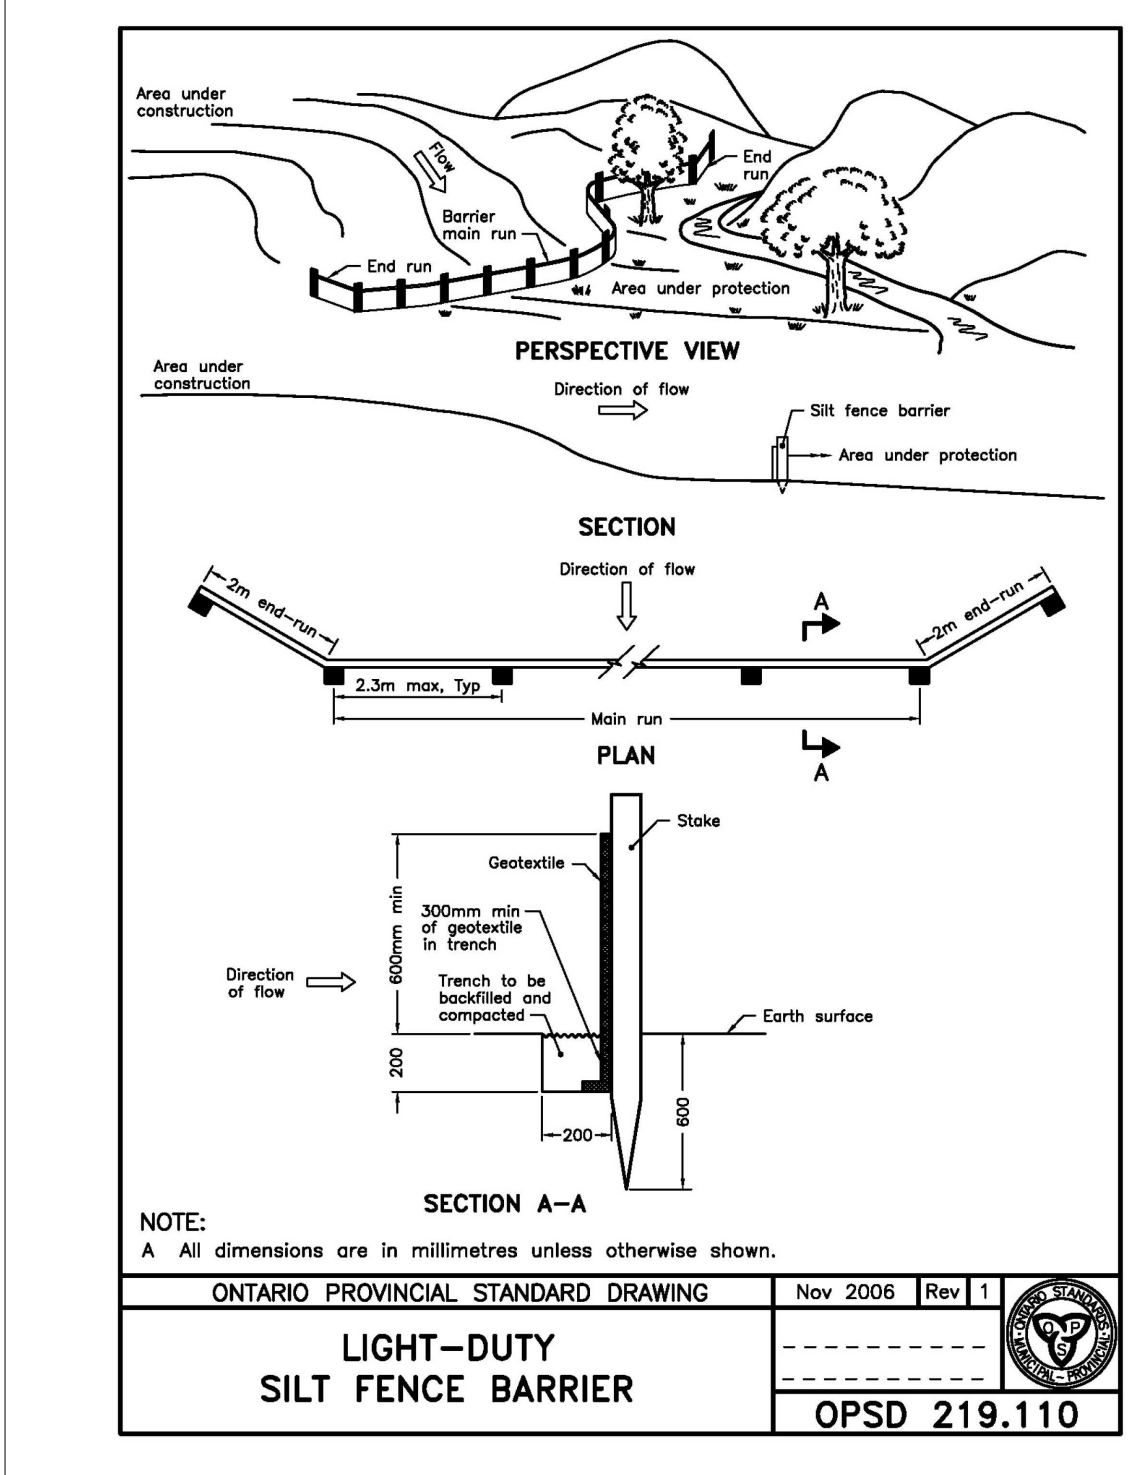 Area under
construction
Flow
End
run
Barrier
main run
End run
Area under protection
PERSPECTIVE VIEW
Area under
construction
Direction of flow
Silt fence barrier
Area under protection
SECTION
Direction of flow
2m end-run
A
2m end-run
2.3m max, Typ
Main run
A
PLAN
Stake
Geotextile
600mm min
300mm min
of geotextile
in trench
Direction
of flow
Trench to be
backfilled and
compacted
Earth surface
200
600
200
SECTION A-A
NOTE:
A All dimensions are in millimetres unless otherwise shown.
ONTARIO PROVINCIAL STANDARD DRAWING
Nov 2006
Rev
1
LIGHT-DUTY
SILT FENCE BARRIER
ONTARIO STANDARDS
MUNICIPAL - PROVINCIAL
O P
S
OPSD 219.110